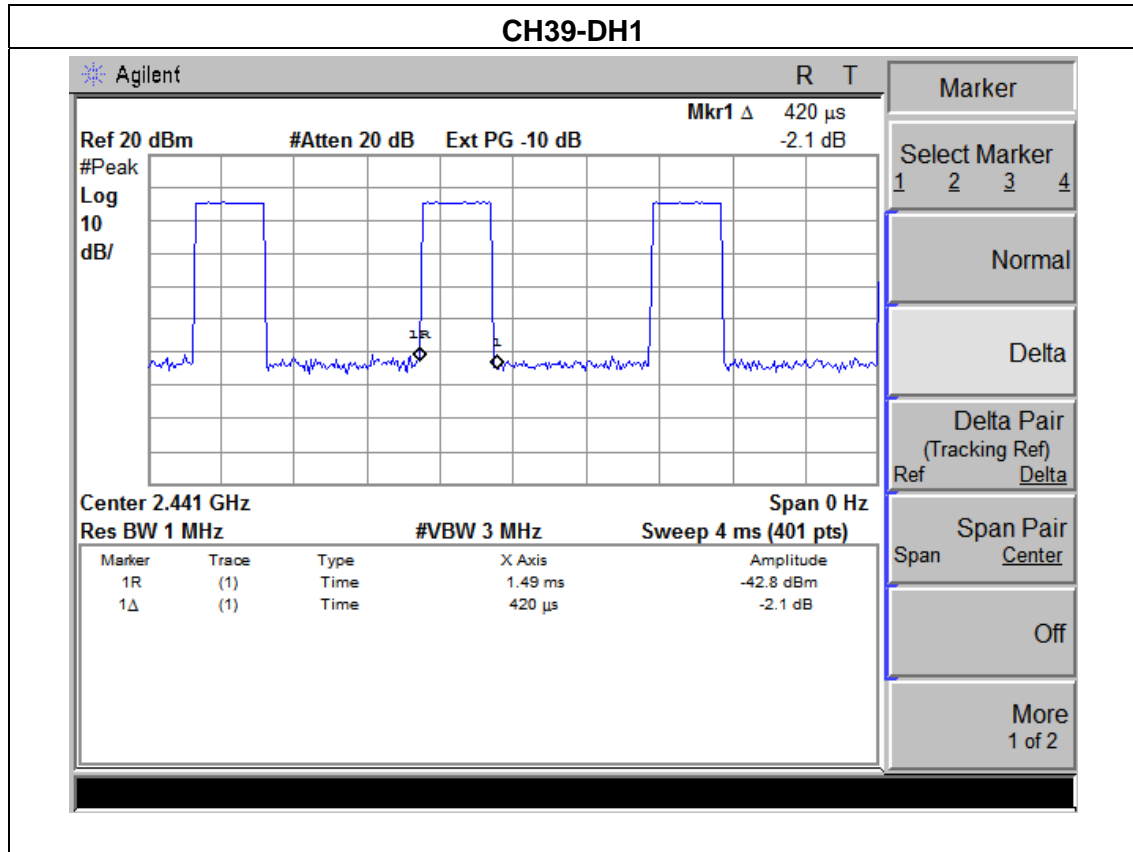 CH39-DH1
Agilent R T
Mkr1 Δ 420 μs
Ref 20 dBm #Atten 20 dB Ext PG -10 dB -2.1 dB
#Peak
Log
10
dB/
1R
1
Center 2.441 GHz Span 0 Hz
Res BW 1 MHz #VBW 3 MHz Sweep 4 ms (401 pts)
Marker Trace Type X Axis Amplitude
1R (1) Time 1.49 ms -42.8 dBm
1Δ (1) Time 420 μs -2.1 dB
Marker
Select Marker
1 2 3 4
Normal
Delta
Delta Pair
(Tracking Ref)
Ref Delta
Span Pair
Span Center
Off
More
1 of 2